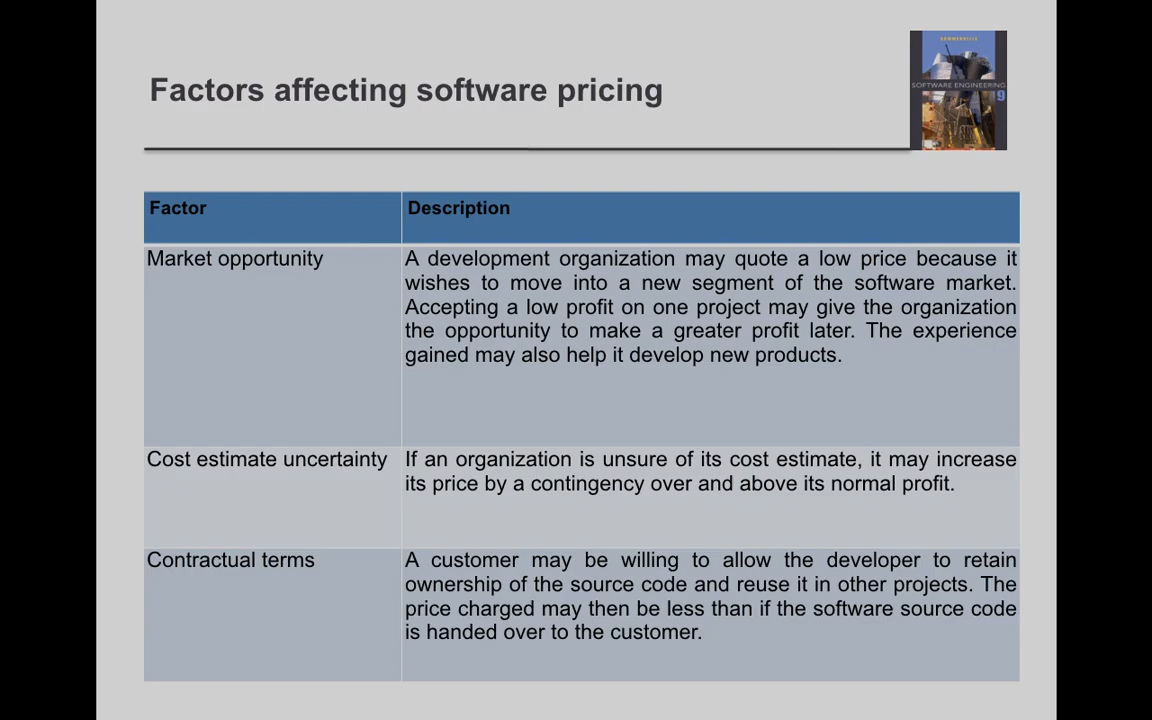 Factors affecting software pricing
SOMMERVILLE
SOFTWARE ENGINEERING
9
Factor
Description
Market opportunity
A development organization may quote a low price because it
wishes to move into a new segment of the software market.
Accepting a low profit on one project may give the organization
the opportunity to make a greater profit later. The experience
gained may also help it develop new products.
Cost estimate uncertainty
If an organization is unsure of its cost estimate, it may increase
its price by a contingency over and above its normal profit.
Contractual terms
A customer may be willing to allow the developer to retain
ownership of the source code and reuse it in other projects. The
price charged may then be less than if the software source code
is handed over to the customer.